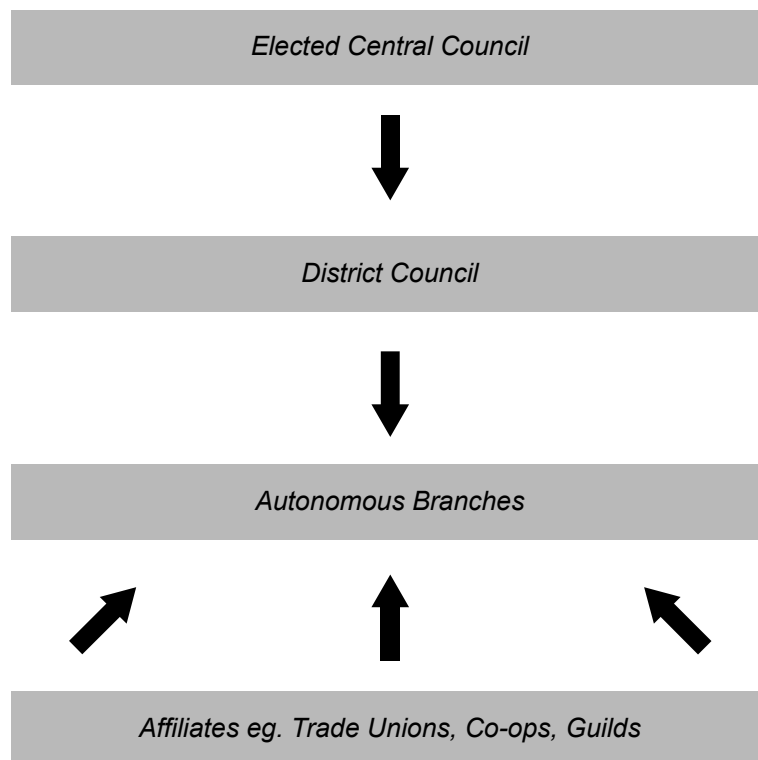 Elected Central Council
District Council
Autonomous Branches
Affiliates eg. Trade Unions, Co-ops, Guilds